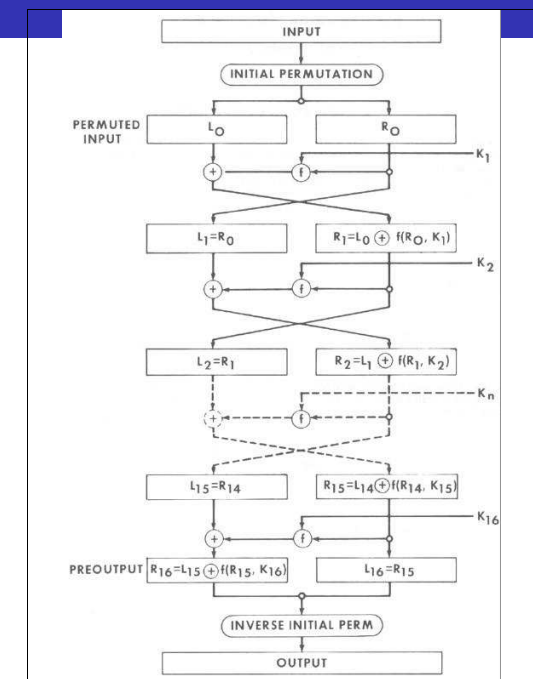 INPUT
INITIAL PERMUTATION
PERMUTED
INPUT
L0
R0
K1
+
f
L1=R0
R1=L0 ⊕ f(R0, K1)
K2
+
f
L2=R1
R2=L1 ⊕ f(R1, K2)
Kn
+
f
L15=R14
R15=L14⊕f(R14, K15)
K16
+
f
PREOUTPUT
R16=L15⊕f(R15, K16)
L16=R15
INVERSE INITIAL PERM
OUTPUT